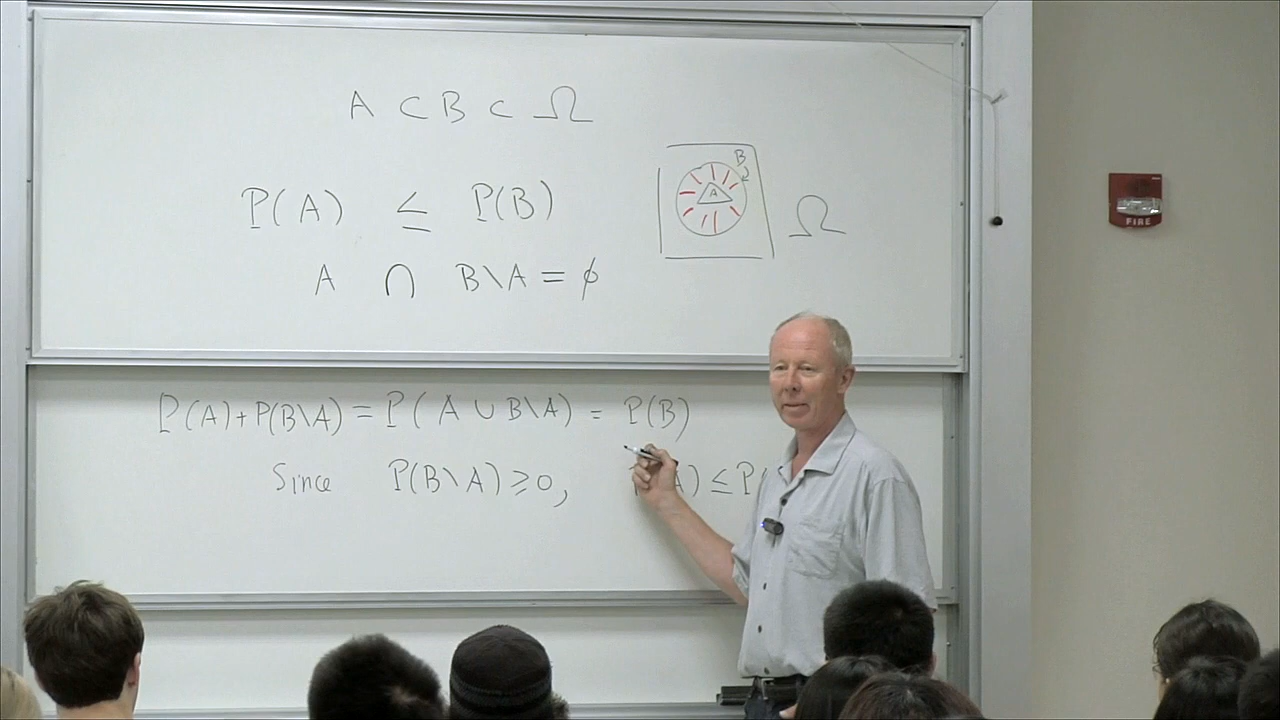 A ⊂ B ⊂ Ω
P(A) ≤ P(B)
A ∩ B\A = ϕ
B
A
Ω
P(A)+P(B\A) = P(A ∪ B\A) = P(B)
Since P(B\A) ≥ 0, A) ≤ P(
FIRE